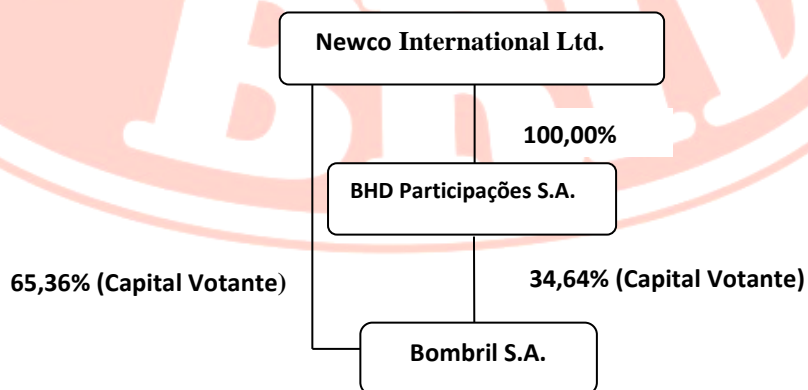 Newco International Ltd.
100,00%
BHD Participações S.A.
65,36% (Capital Votante)
34,64% (Capital Votante)
Bombril S.A.